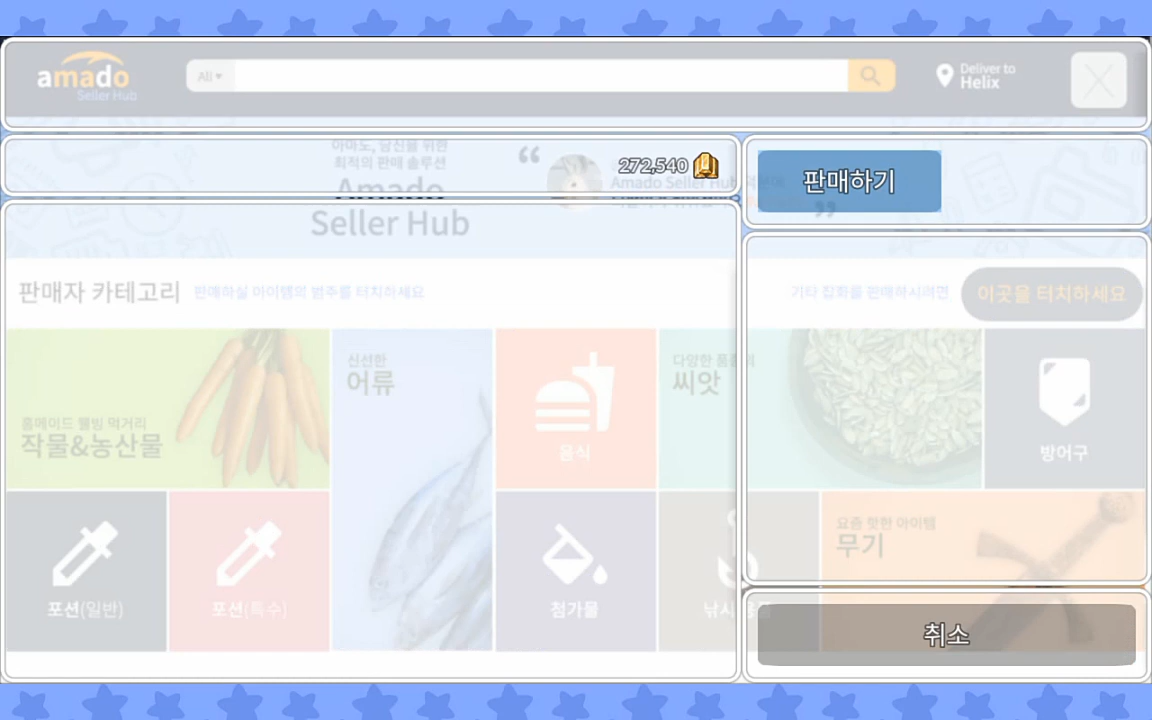 amado
Seller Hub
All
Deliver to
Helix
아마도, 당신을 위한
최적의 판매 솔루션
Amado
Seller Hub
“
Amado Seller Hub
”
272,540
판매하기
판매자 카테고리
판매하실 아이템의 범주를 터치하세요
기타 잡화를 판매하시려면
이곳을 터치하세요
홈메이드 웰빙 먹거리
작물&농산물
신선한
어류
음식
다양한
씨앗
방어구
포션(일반)
포션(특수)
첨가물
낚시
요즘 핫한 아이템
무기
취소